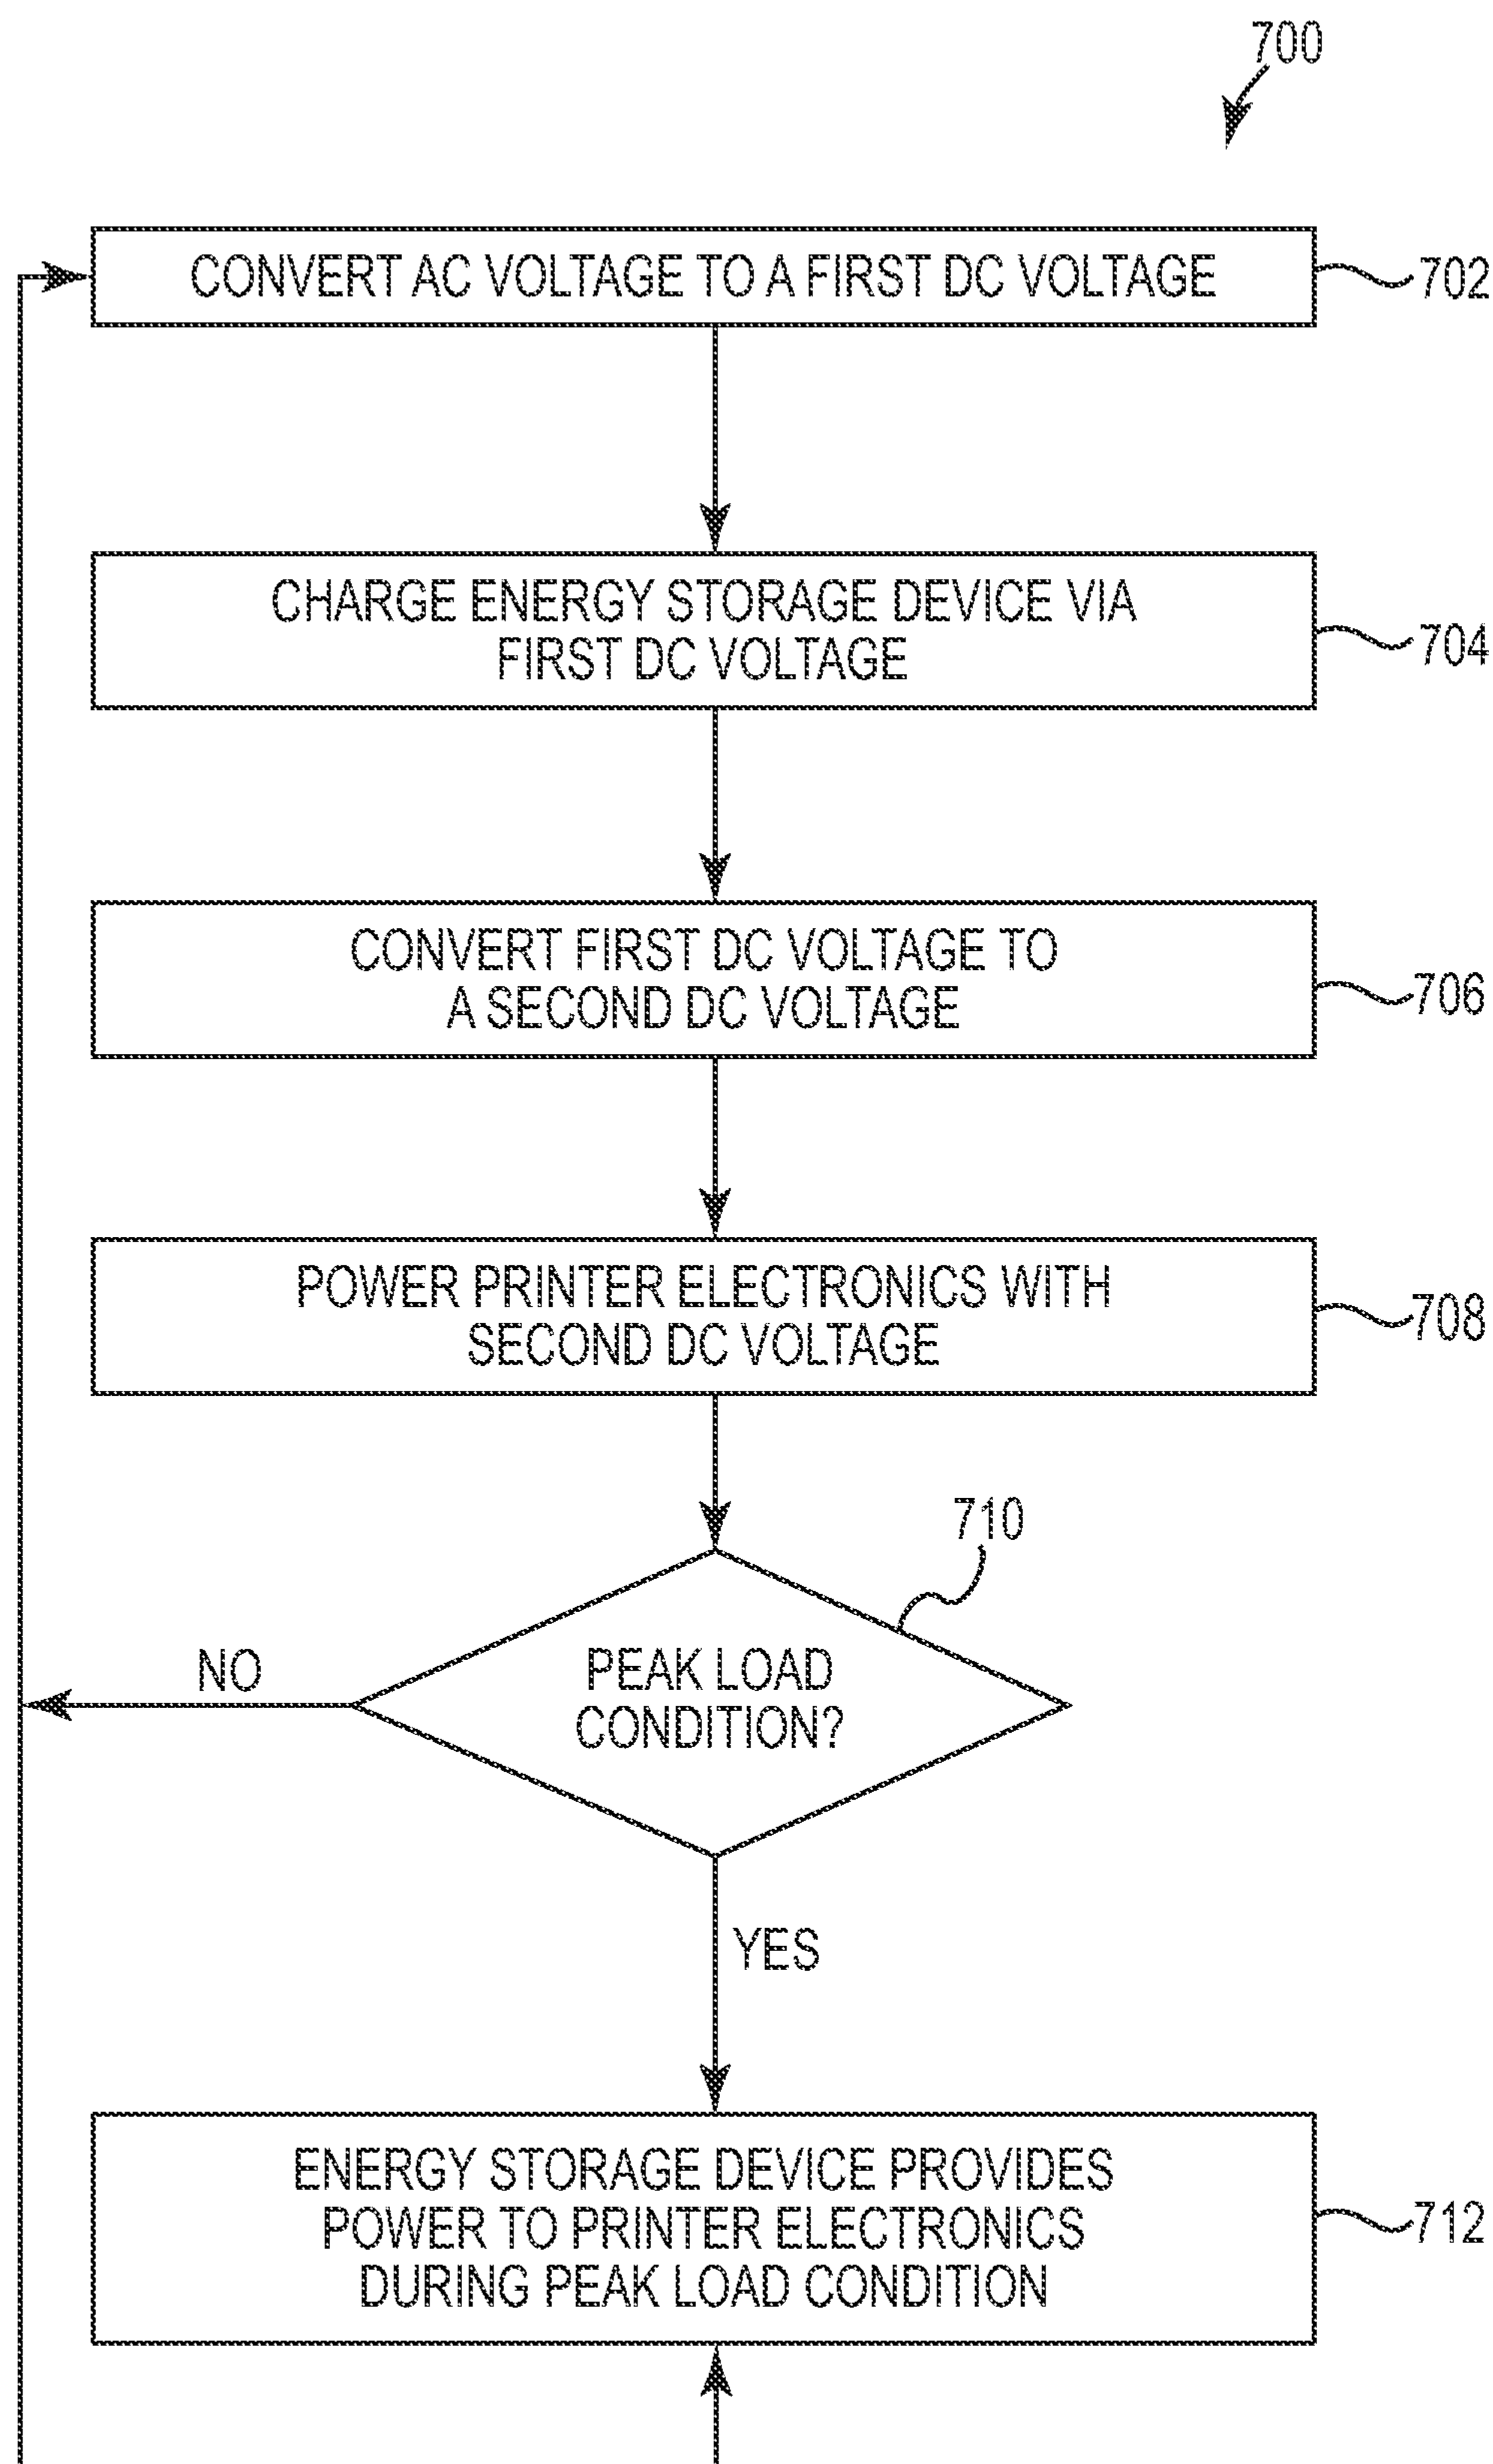 700
CONVERT AC VOLTAGE TO A FIRST DC VOLTAGE
702
CHARGE ENERGY STORAGE DEVICE VIA
FIRST DC VOLTAGE
704
CONVERT FIRST DC VOLTAGE TO
A SECOND DC VOLTAGE
706
POWER PRINTER ELECTRONICS WITH
SECOND DC VOLTAGE
708
710
PEAK LOAD
CONDITION?
NO
YES
ENERGY STORAGE DEVICE PROVIDES
POWER TO PRINTER ELECTRONICS
DURING PEAK LOAD CONDITION
712